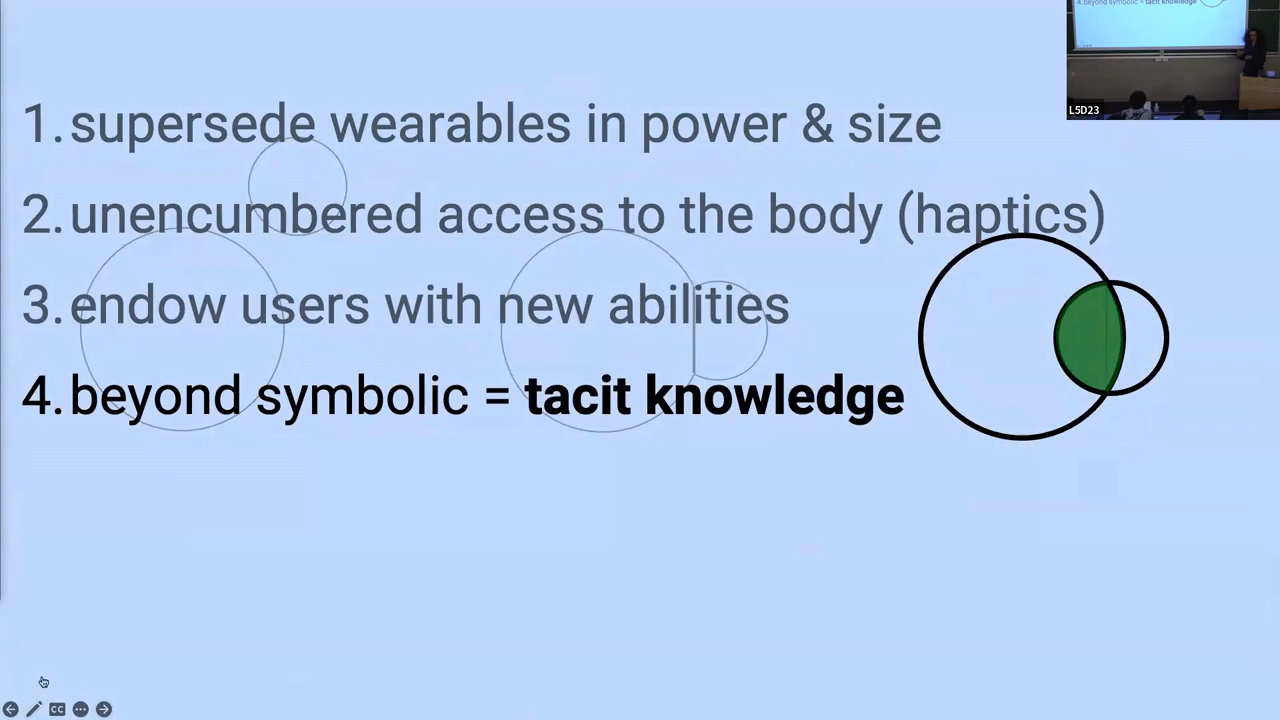 1. supersede wearables in power & size
2. unencumbered access to the body (haptics)
3. endow users with new abilities
4. beyond symbolic = tacit knowledge
4. beyond symbolic = tacit knowledge
L5D23
CC